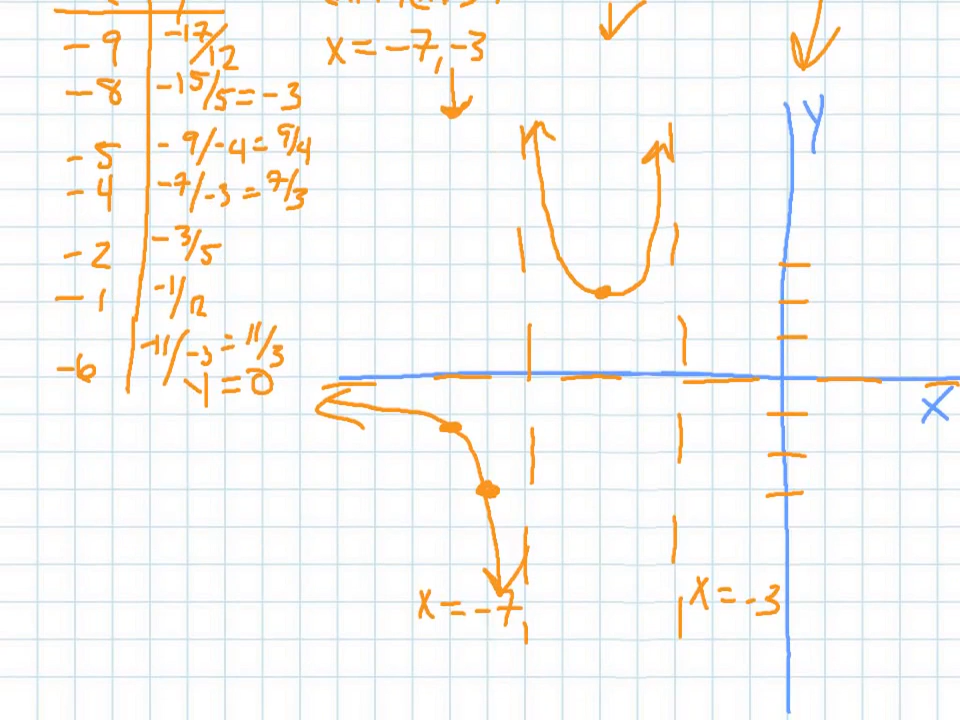 x = -7, -3
-9 -17/12
-8 -15/5 = -3
-5 -9/-4 = 9/4
-4 -7/-3 = 7/3
-2 -3/5
-1 -1/12
-6 -11/-3 = 11/3
-1 = 0
Y
X
x = -7
x = -3